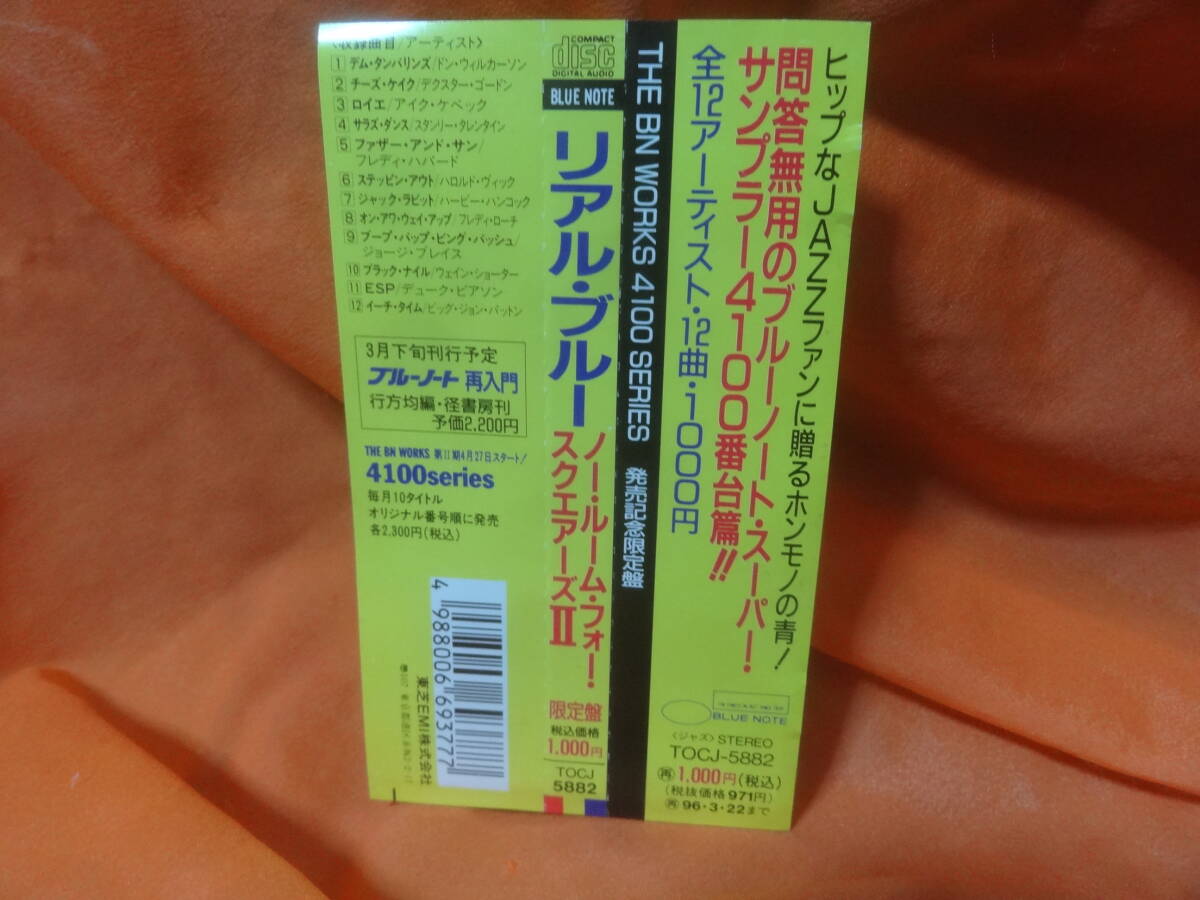 〈収録曲目/アーティスト〉
1 デム・タンバリンズ/ドン・ウィルカーソン
2 チーズ・ケイク/デクスター・ゴードン
3 ロイエ/アイク・ケベック
4 サラズ・ダンス/スタンリー・タレンタイン
5 ファザー・アンド・サン/
フレディ・ハバード
6 ステッピン・アウト/ハロルド・ヴィック
7 ジャック・ラビット/ハービー・ハンコック
8 オン・アワ・ウェイ・アップ/フレディ・ローチ
9 ブープ・バップ・ビング・バッシュ/
ジョージ・ブレイス
10 ブラック・ナイル/ウェイン・ショーター
11 ESP/デューク・ピアソン
12 イーチ・タイム/ビッグ・ジョン・パットン
3月下旬刊行予定
ブルーノート 再入門
行方均編・径書房刊
予価2,200円
THE BN WORKS 第II期4月27日スタート!
4100series
毎月10タイトル
オリジナル番号順に発売
各2,300円(税込)
4 988006 693777
東芝EMI株式会社
COMPACT
disc
DIGITAL AUDIO
BLUE NOTE
リアル・ブルー
ノー・ルーム・フォー・
スクエアーズII
限定盤
税込価格
1,000円
TOCJ
5882
THE BN WORKS 4100 SERIES 発売記念限定盤
ヒップなJAZZファンに贈るホンモノの青!
問答無用のブルーノート・スーパー・
サンプラー4100番台篇!!
全12アーティスト・12曲・1000円
BLUE NOTE
〈ジャズ〉 STEREO
TOCJ-5882
再 1,000円(税込)
(税抜価格971円)
再 96・3・22まで